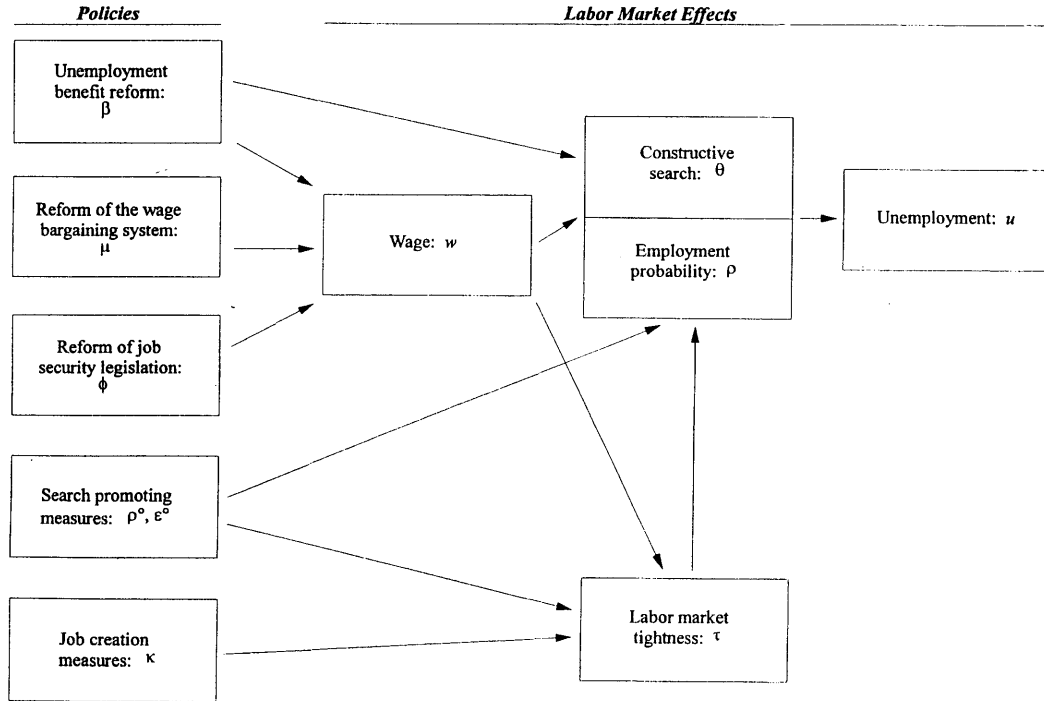 Policies
Labor Market Effects
Unemployment
benefit reform:
β
Reform of the wage
bargaining system:
μ
Reform of job
security legislation:
ϕ
Search promoting
measures: ρ°, ε°
Job creation
measures: κ
Wage: w
Constructive
search: θ
Employment
probability: ρ
Labor market
tightness: τ
Unemployment: u